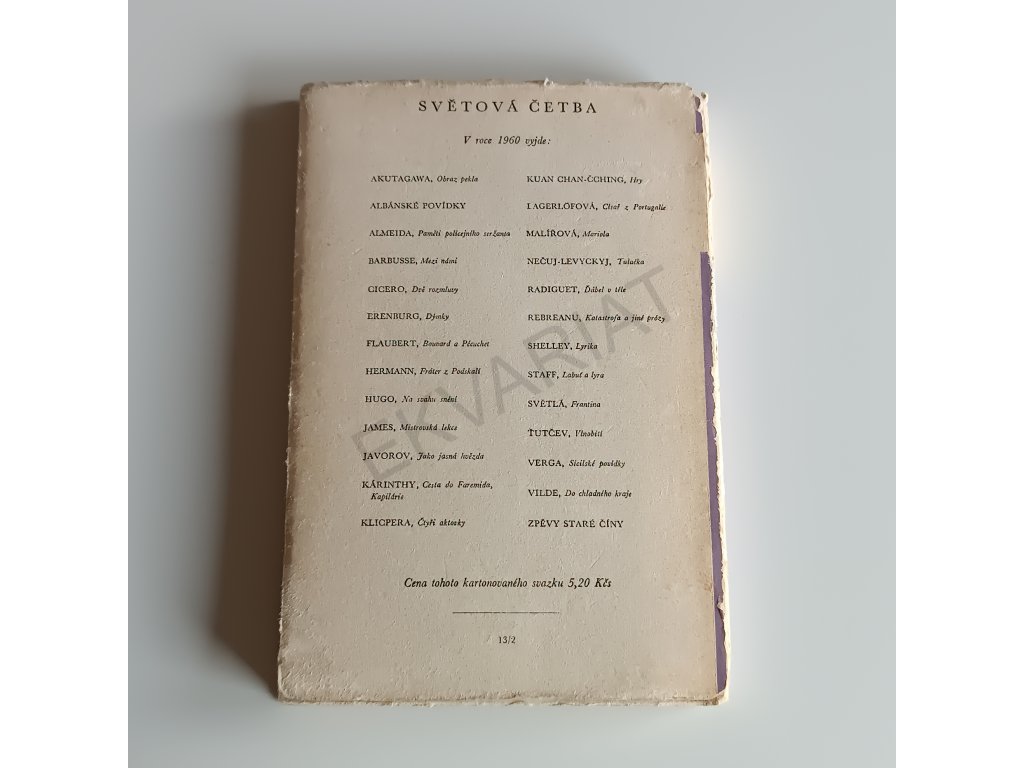 SVĚTOVÁ ČETBA
V roce 1960 vyjde:
AKUTAGAWA, Obraz pekla
ALBÁNSKÉ POVÍDKY
ALMEIDA, Paměti policejního seržanta
BARBUSSE, Mezi námi
CICERO, Dvě rozmluvy
ERENBURG, Dýmky
FLAUBERT, Bouvard a Pécuchet
HERMANN, Fráter z Podskalí
HUGO, Na svahu snění
JAMES, Mistrovská lekce
JAVOROV, Jako jasná hvězda
KÁRINTHY, Cesta do Faremida,
Kapilárie
KLICPERA, Čtyři aktovky
KUAN CHAN-ČCHING, Hry
LAGERLÖFOVÁ, Císař z Portugalie
MALÍŘOVÁ, Mariola
NEČUJ-LEVYCKYJ, Tulačka
RADIGUET, Ďábel v těle
REBREANU, Katastrofa a jiné prózy
SHELLEY, Lyrika
STAFF, Labuť a lyra
SVĚTLÁ, Frantina
ŤUTČEV, Vlnobití
VERGA, Sicilské povídky
VILDE, Do chladného kraje
ZPĚVY STARÉ ČÍNY
Cena tohoto kartonovaného svazku 5,20 Kčs
13/2
EKVARIAT